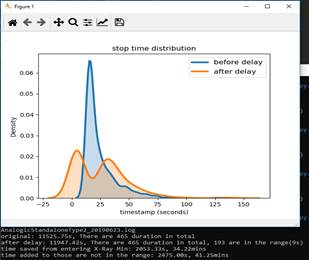 Figure 1
stop time distribution
before delay
after delay
0.06
0.05
0.04
0.03
0.02
0.01
0.00
Density
-25 0 25 50 75 100 125 150
timestamp (seconds)
AnalogicStandaloneType2_20190623.log
original: 11525.75s, There are 465 duration in total
after delay: 11947.42s, There are 465 duration in total, 193 are in the range(9s)
time saved from entering X-Ray Min: 2053.33s, 34.22mins
time added to those are not in the range: 2475.00s, 41.25mins